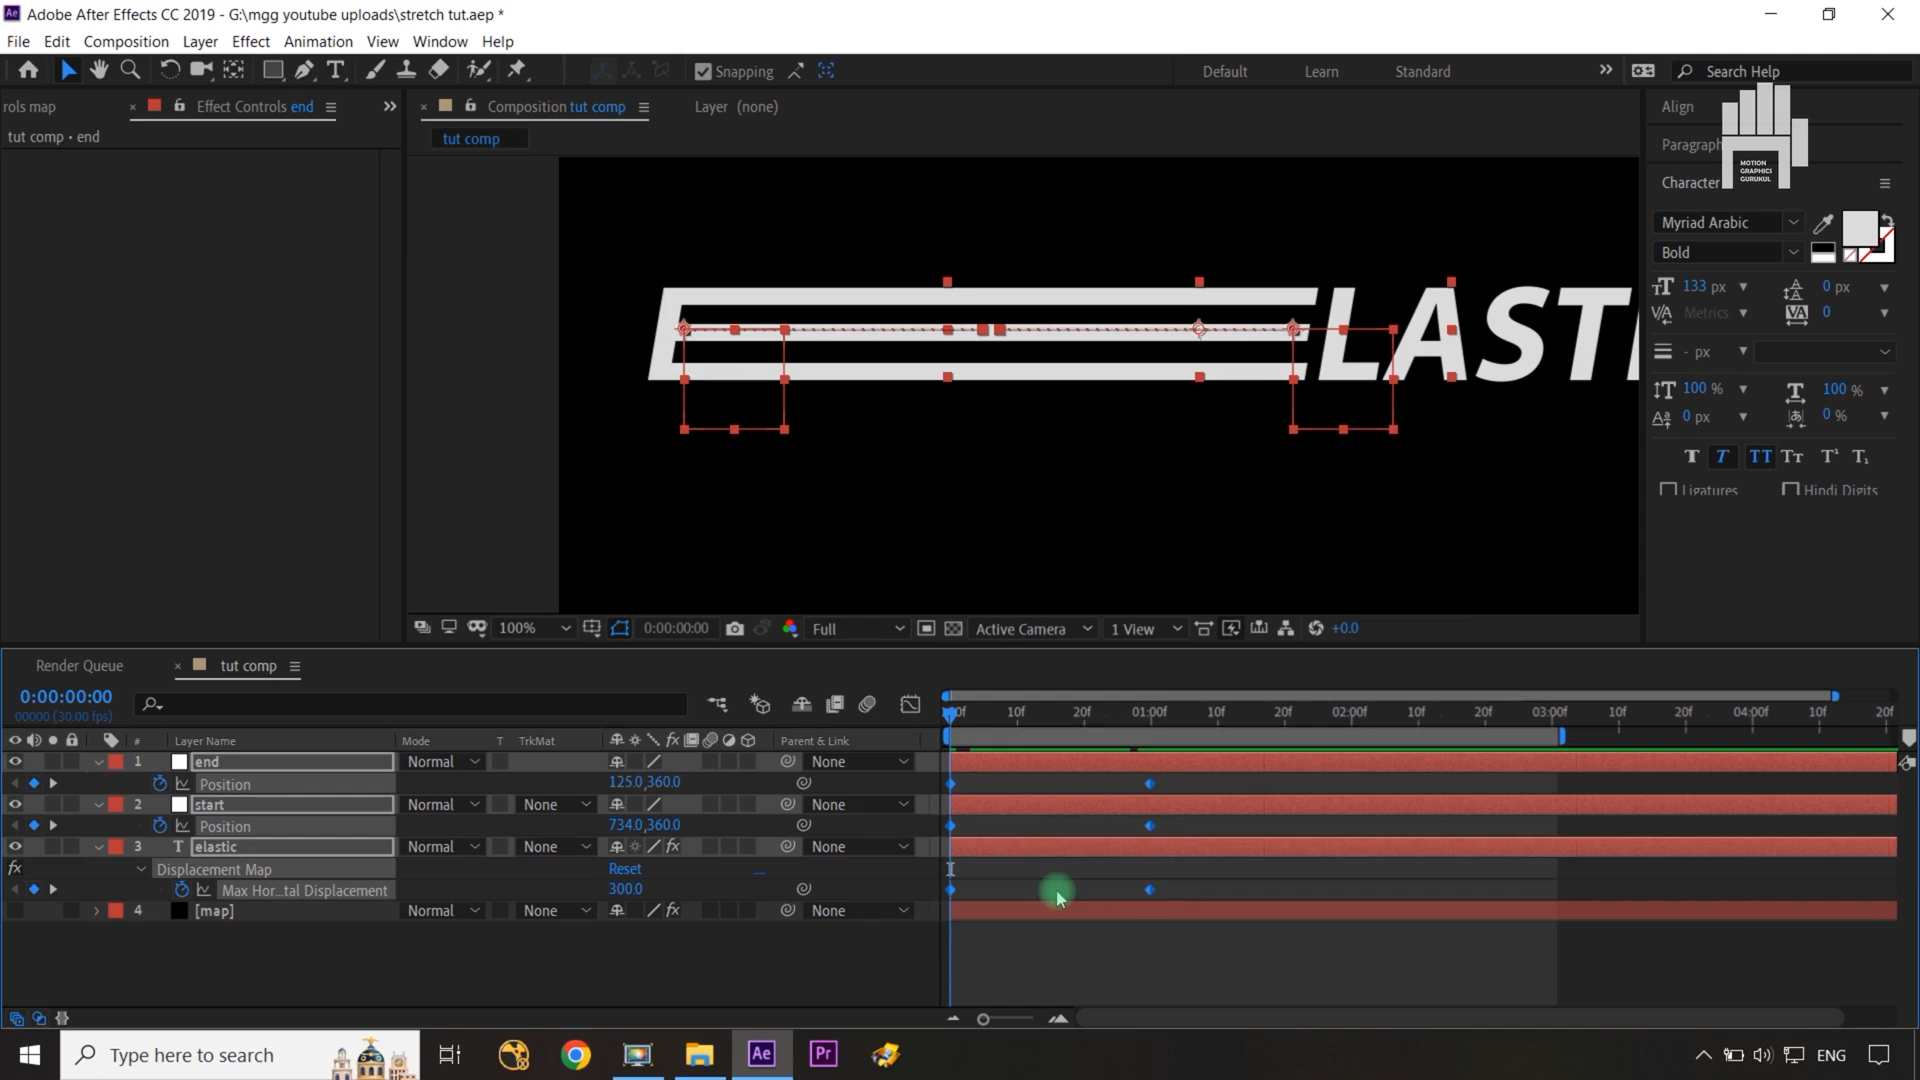 Adobe After Effects CC 2019 - G:\mgg youtube uploads\stretch tut.aep *
File Edit Composition Layer Effect Animation View Window Help
Snapping Default Learn Standard Search Help
rols map Effect Controls end Composition tut comp Layer (none) Align
tut comp • end tut comp Paragraph
MOTION
GRAPHICS
GURUKUL
Character
Myriad Arabic
Bold
133 px 0 px
Metrics 0
- px
100 % 100 %
0 px 0 %
T T TT Tт T¹ T₁
Ligatures Hindi Digits
ELASTI
100% 0:00:00:00 Full Active Camera 1 View +0.0
Render Queue tut comp
0:00:00:00
00000 (30.00 fps)
10f 20f 01:00f 10f 20f 02:00f 10f 20f 03:00f 10f 20f 04:00f 10f 20f
# Layer Name Mode T TrkMat Parent & Link
1 end Normal None
Position 125.0,360.0
2 start Normal None None
Position 734.0,360.0
3 T elastic Normal None None
fx Displacement Map Reset ....
Max Hor...tal Displacement 300.0
4 [map] Normal None None
Type here to search Ae Pr ENG